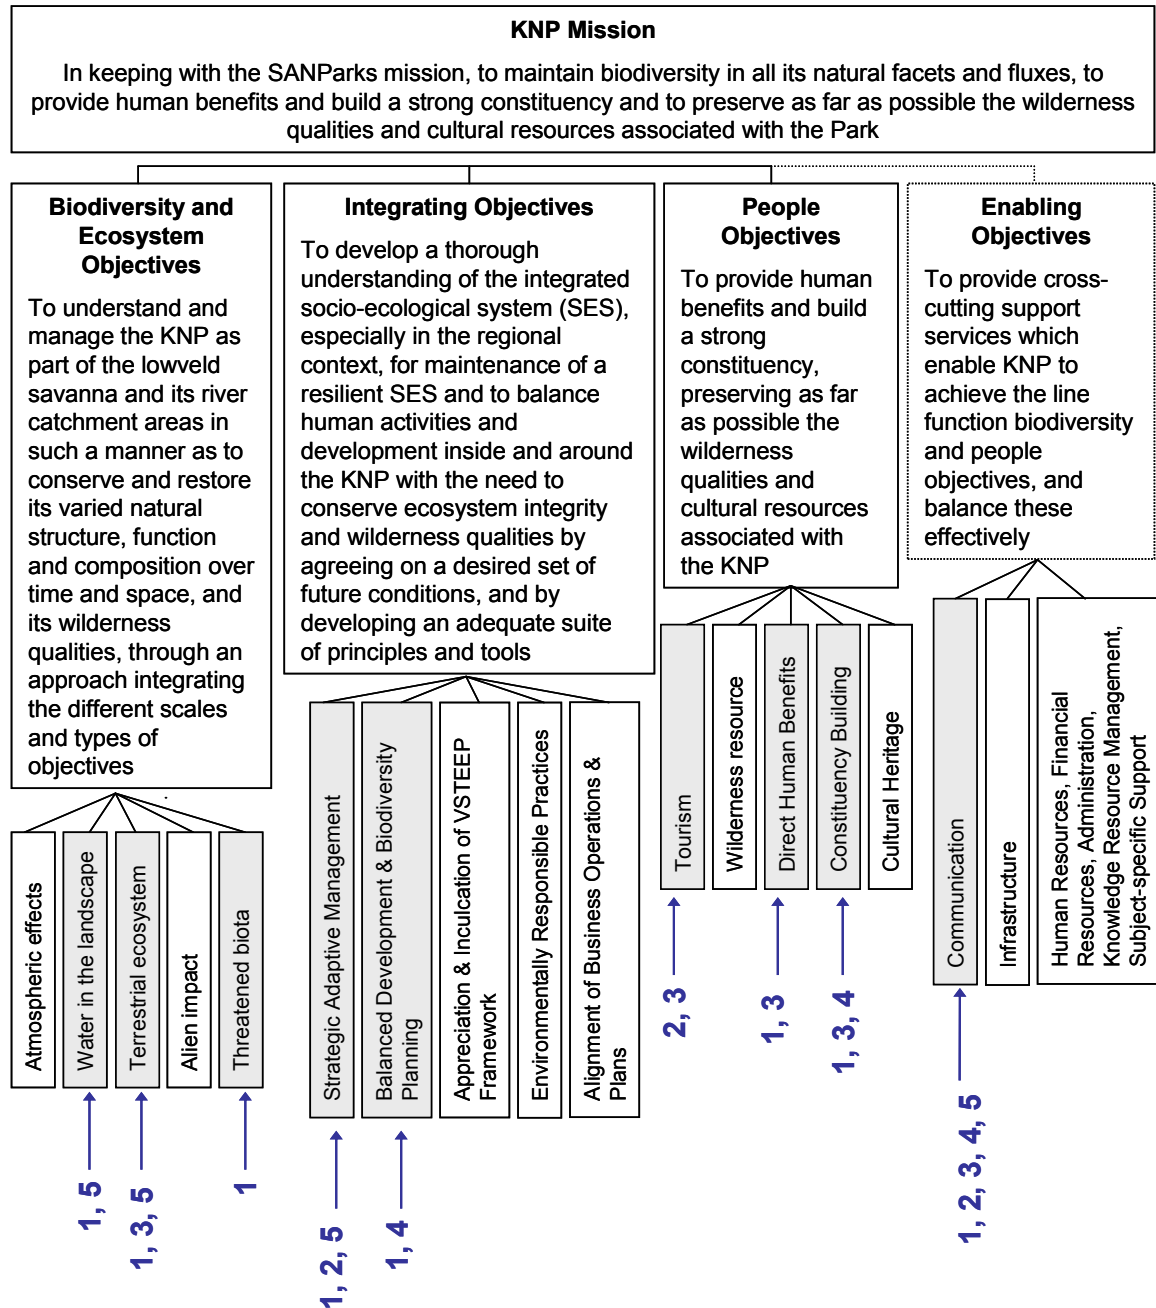 KNP Mission
In keeping with the SANParks mission, to maintain biodiversity in all its natural facets and fluxes, to
provide human benefits and build a strong constituency and to preserve as far as possible the wilderness
qualities and cultural resources associated with the Park
Biodiversity and
Ecosystem
Objectives
To understand and
manage the KNP as
part of the lowveld
savanna and its river
catchment areas in
such a manner as to
conserve and restore
its varied natural
structure, function
and composition over
time and space, and
its wilderness
qualities, through an
approach integrating
the different scales
and types of
objectives
Integrating Objectives
To develop a thorough
understanding of the integrated
socio-ecological system (SES),
especially in the regional
context, for maintenance of a
resilient SES and to balance
human activities and
development inside and around
the KNP with the need to
conserve ecosystem integrity
and wilderness qualities by
agreeing on a desired set of
future conditions, and by
developing an adequate suite
of principles and tools
People
Objectives
To provide human
benefits and build
a strong
constituency,
preserving as far
as possible the
wilderness
qualities and
cultural resources
associated with
the KNP
Enabling
Objectives
To provide cross-
cutting support
services which
enable KNP to
achieve the line
function biodiversity
and people
objectives, and
balance these
effectively
Atmospheric effects
Water in the landscape
Terrestrial ecosystem
Alien impact
Threatened biota
Strategic Adaptive Management
Balanced Development & Biodiversity
Planning
Appreciation & Inculcation of VSTEEP
Framework
Environmentally Responsible Practices
Alignment of Business Operations &
Plans
Tourism
Wilderness resource
Direct Human Benefits
Constituency Building
Cultural Heritage
Communication
Infrastructure
Human Resources, Financial
Resources, Administration,
Knowledge Resource Management,
Subject-specific Support
1, 5
1, 3, 5
1
1, 2, 5
1, 4
2, 3
1, 3
1, 3, 4
1, 2, 3, 4, 5